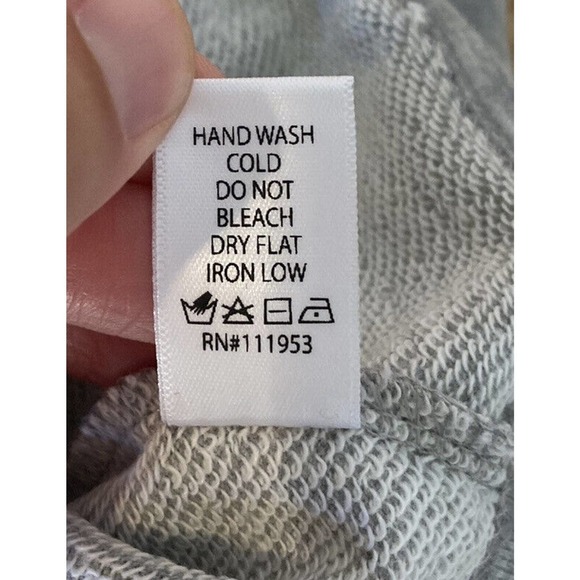 HAND WASH
COLD
DO NOT
BLEACH
DRY FLAT
IRON LOW
RN#111953